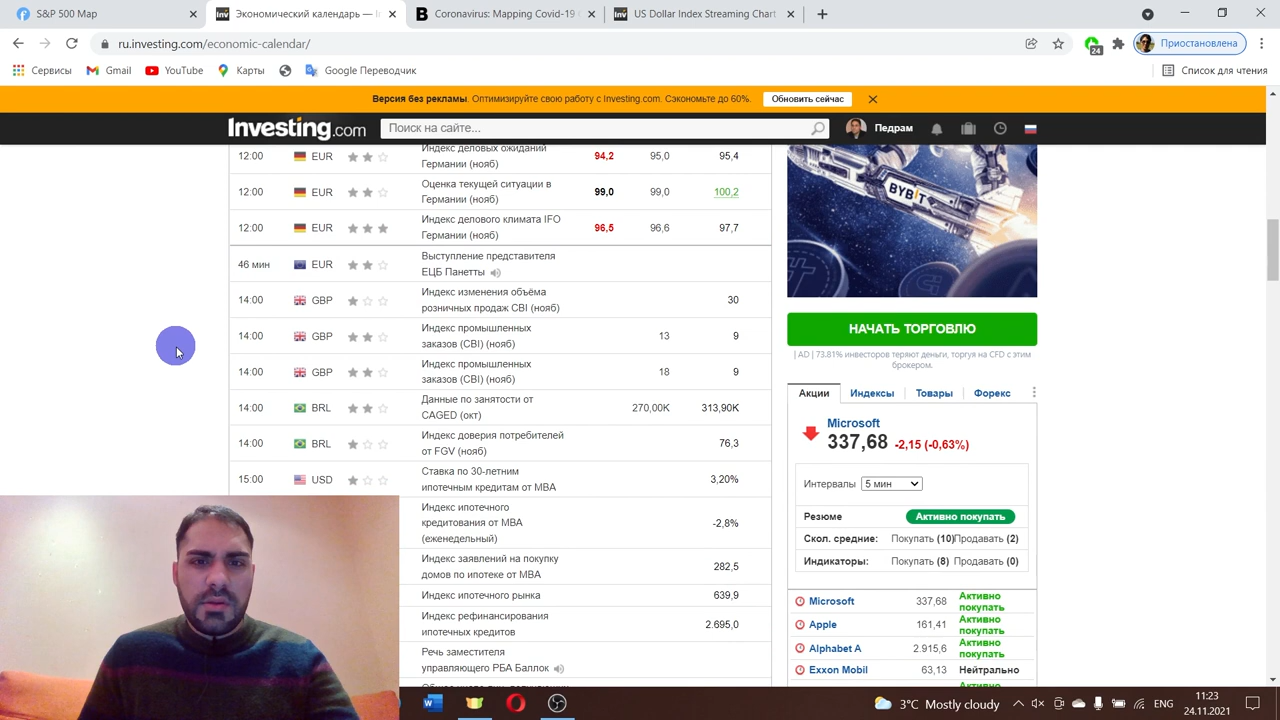 S&P 500 Map
Экономический календарь — I
Coronavirus: Mapping Covid-19
US Dollar Index Streaming Chart
ru.investing.com/economic-calendar/
24
Приостановлена
Сервисы
Gmail
YouTube
Карты
Google Переводчик
Список для чтения
Версия без рекламы. Оптимизируйте свою работу с Investing.com. Сэкономьте до 60%.
Обновить сейчас
Investing.com
Поиск на сайте...
Педрам
12:00 EUR Индекс деловых ожиданий 94,2 95,0 95,4
Германии (нояб)
12:00 EUR Оценка текущей ситуации в 99,0 99,0 100,2
Германии (нояб)
12:00 EUR Индекс делового климата IFO 96,5 96,6 97,7
Германии (нояб)
46 мин EUR Выступление представителя
ЕЦБ Панетты
14:00 GBP Индекс изменения объёма 30
розничных продаж CBI (нояб)
14:00 GBP Индекс промышленных 13 9
заказов (CBI) (нояб)
14:00 GBP Индекс промышленных 18 9
заказов (CBI) (нояб)
14:00 BRL Данные по занятости от 270,00K 313,90K
CAGED (окт)
14:00 BRL Индекс доверия потребителей 76,3
от FGV (нояб)
15:00 USD Ставка по 30-летним 3,20%
ипотечным кредитам от MBA
Индекс ипотечного
кредитования от MBA -2,8%
(еженедельный)
Индекс заявлений на покупку 282,5
домов по ипотеке от MBA
Индекс ипотечного рынка 639,9
Индекс рефинансирования 2.695,0
ипотечных кредитов
Речь заместителя
управляющего РБА Баллок
BYBIT
НАЧАТЬ ТОРГОВЛЮ
| AD | 73.81% инвесторов теряют деньги, торгуя на CFD с этим
брокером.
Акции Индексы Товары Форекс
Microsoft
337,68 -2,15 (-0,63%)
Интервалы 5 мин
Резюме Активно покупать
Скол. средние: Покупать (10) Продавать (2)
Индикаторы: Покупать (8) Продавать (0)
Microsoft 337,68 Активно
покупать
Apple 161,41 Активно
покупать
Alphabet A 2.915,6 Активно
покупать
Exxon Mobil 63,13 Нейтрально
3°C Mostly cloudy
11:23
24.11.2021